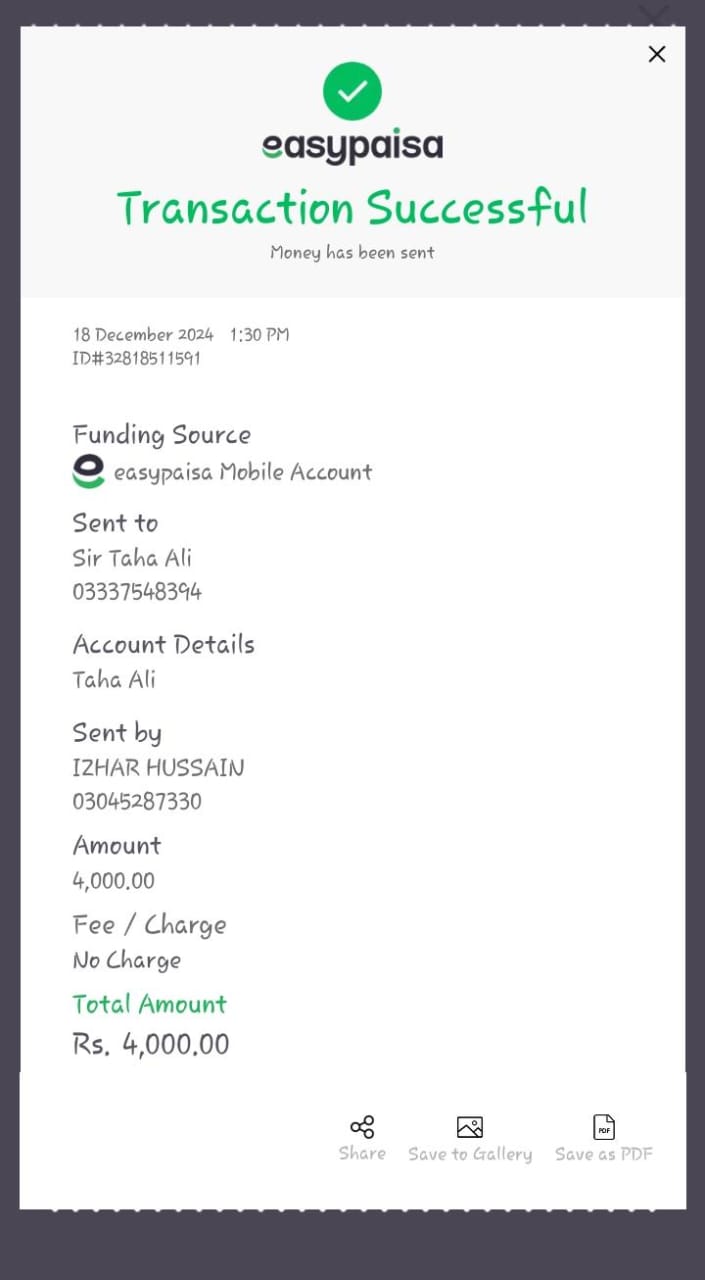 easypaisa
Transaction Successful
Money has been sent
18 December 2024 1:30 PM
ID#32818511591
Funding Source
easypaisa Mobile Account
Sent to
Sir Taha Ali
03337548394
Account Details
Taha Ali
Sent by
IZHAR HUSSAIN
03045287330
Amount
4,000.00
Fee / Charge
No Charge
Total Amount
Rs. 4,000.00
PDF
Share Save to Gallery Save as PDF